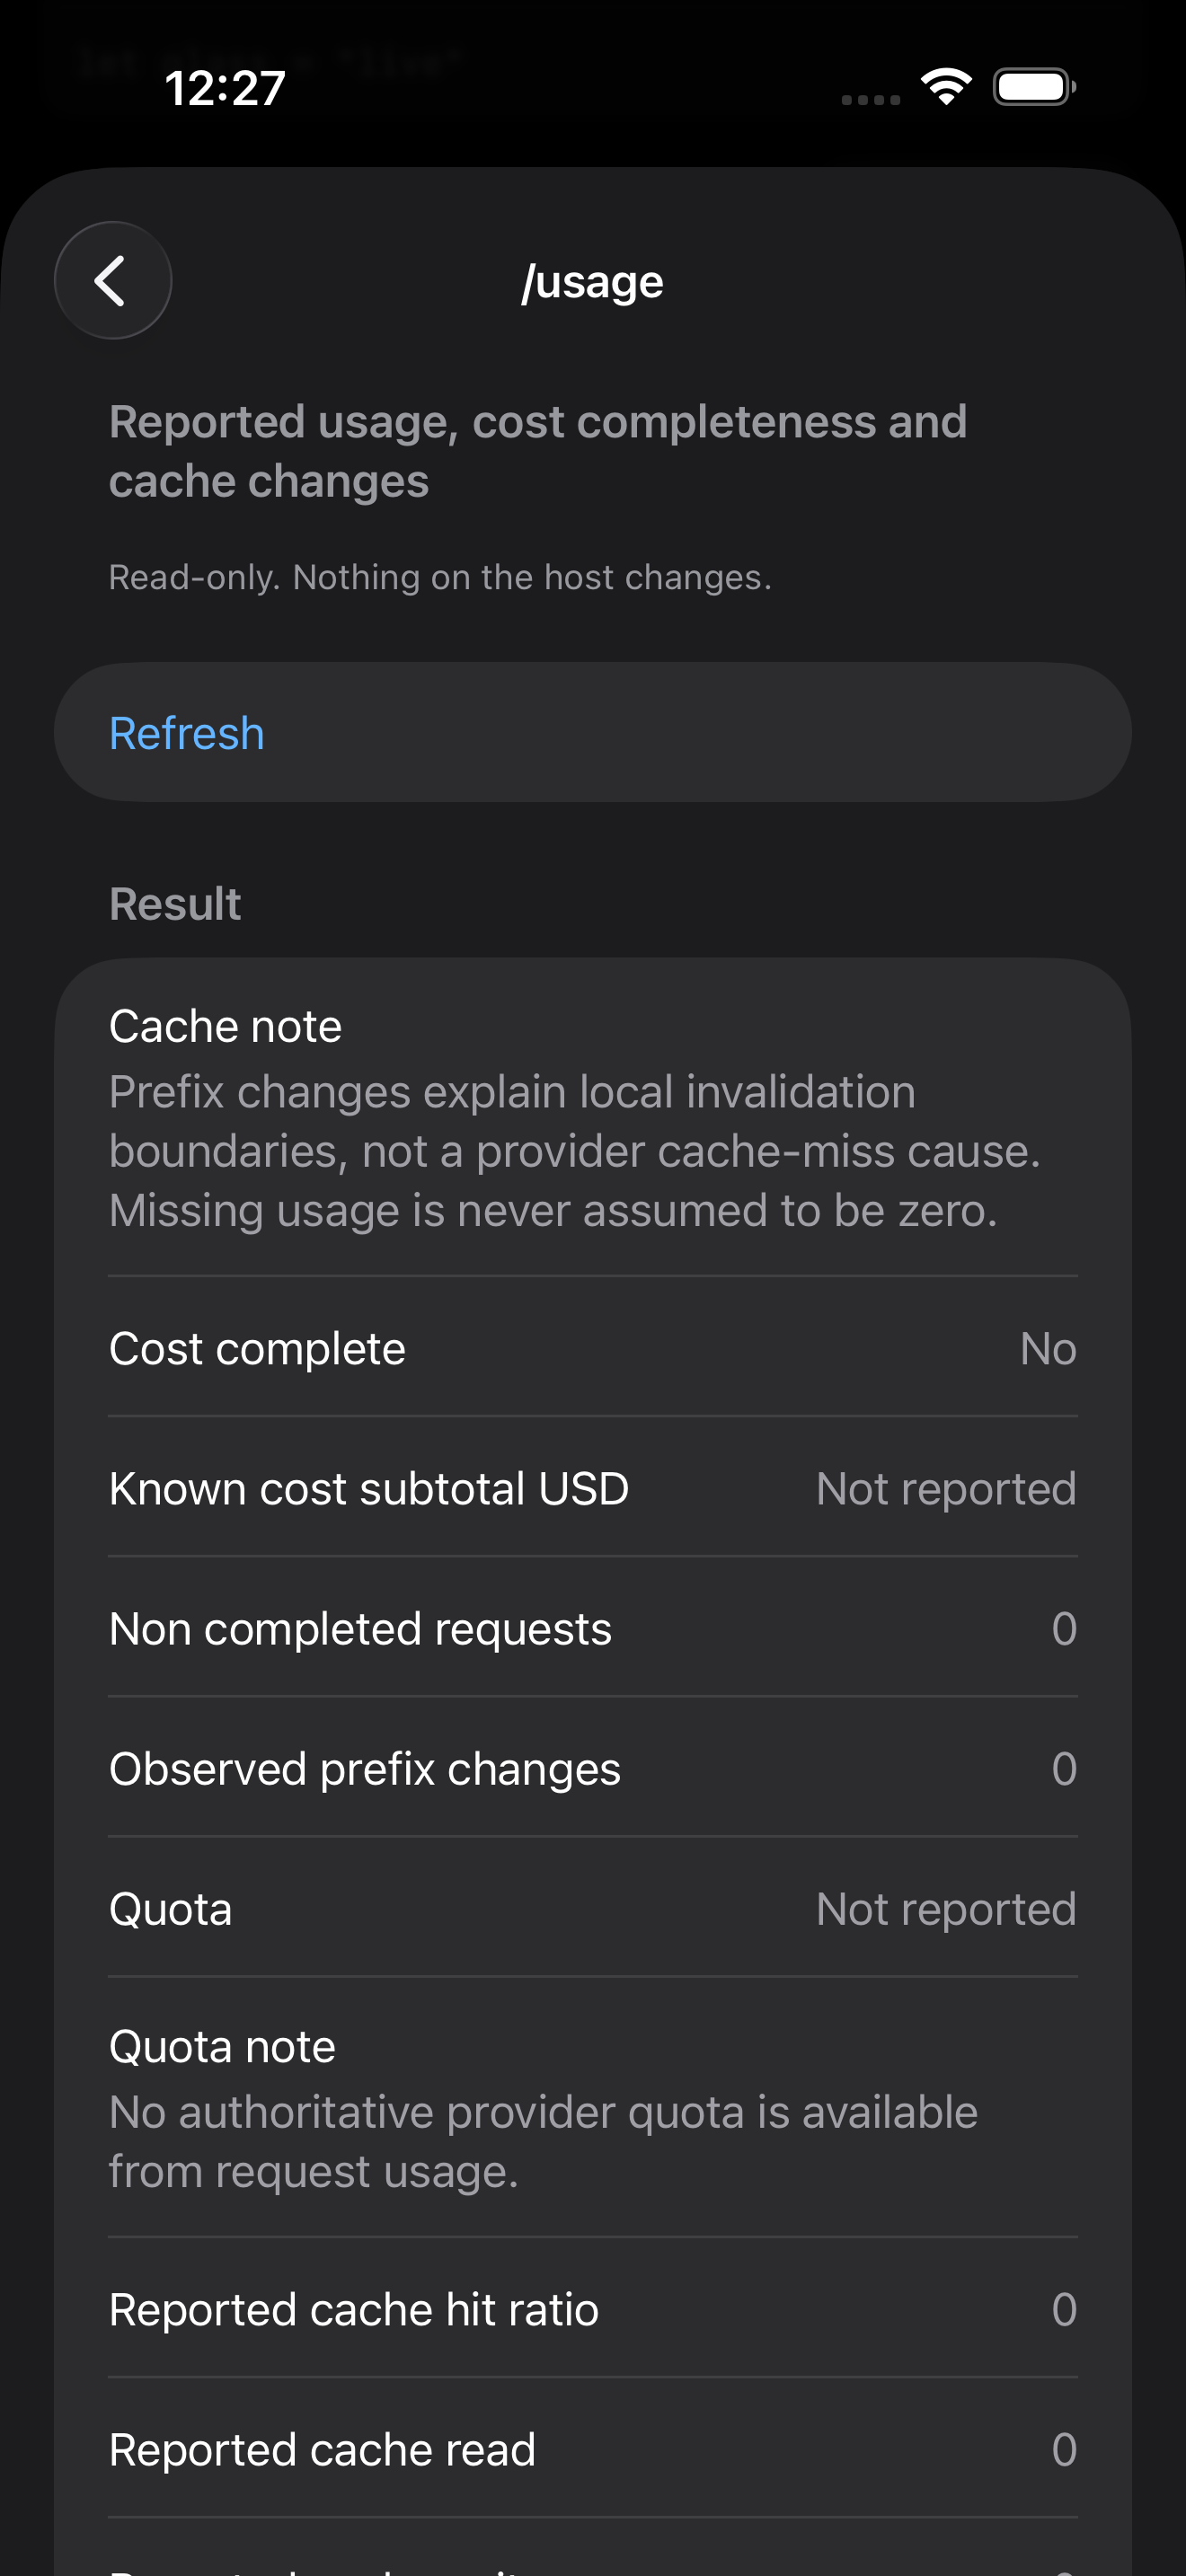 12:27
/usage
Reported usage, cost completeness and
cache changes
Read-only. Nothing on the host changes.
Refresh
Result
Cache note
Prefix changes explain local invalidation
boundaries, not a provider cache-miss cause.
Missing usage is never assumed to be zero.
Cost complete No
Known cost subtotal USD Not reported
Non completed requests 0
Observed prefix changes 0
Quota Not reported
Quota note
No authoritative provider quota is available
from request usage.
Reported cache hit ratio 0
Reported cache read 0